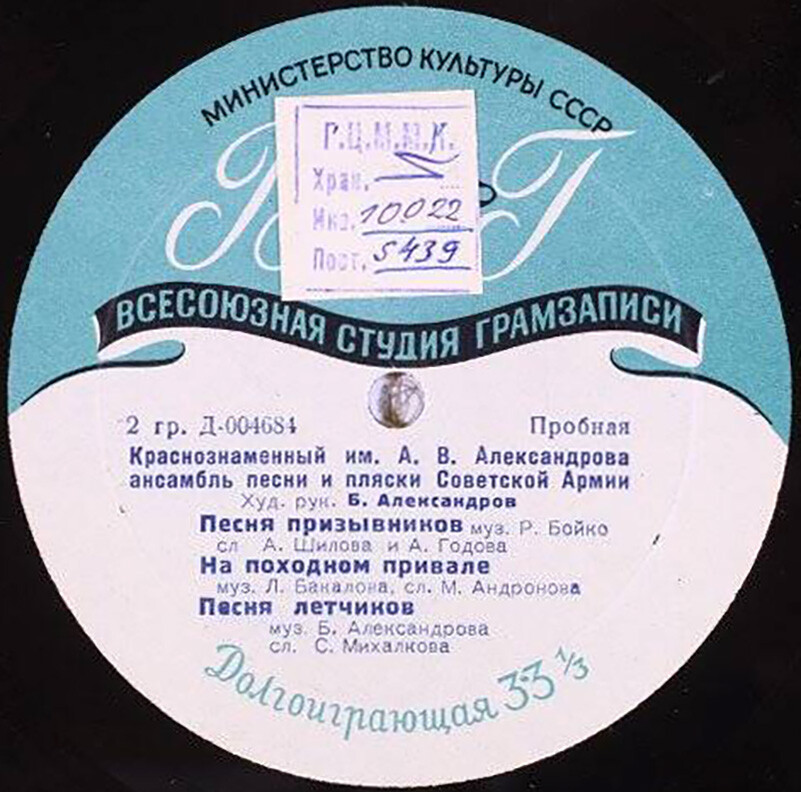 МИНИСТЕРСТВО КУЛЬТУРЫ СССР
Г.Ц.М.М.К.
Хран.
Инв. 10022
Пост. 5439
ВСЕСОЮЗНАЯ СТУДИЯ ГРАМЗАПИСИ
2 гр. Д-004684 Пробная
Краснознаменный им. А. В. Александрова
ансамбль песни и пляски Советской Армии
Худ. рук. Б. Александров
Песня призывников муз. Р. Бойко
сл А. Шилова и А. Годова
На походном привале
муз. Л. Бакалова, сл. М. Андронова
Песня летчиков
муз. Б. Александрова
сл. С. Михалкова
Долгоиграющая 33 1/3